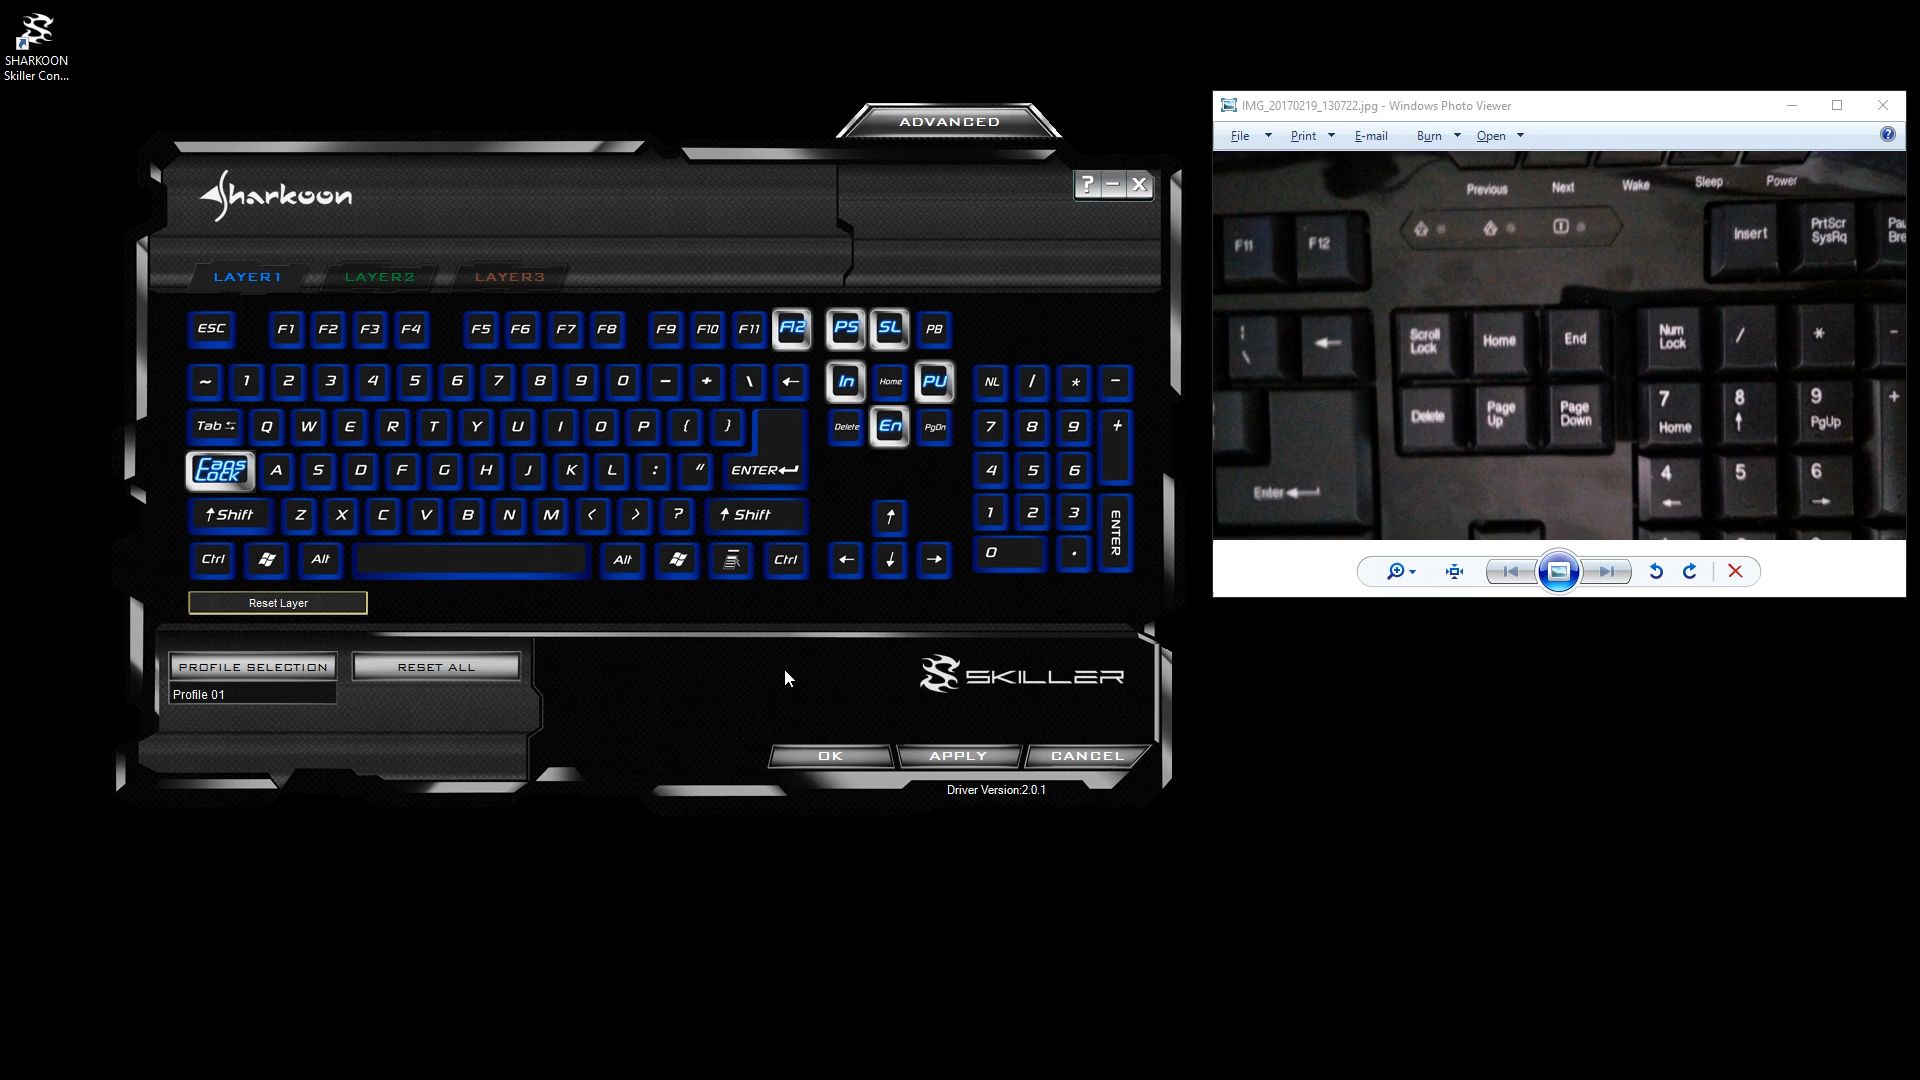 SHARKOON
Skiller Con...
ADVANCED
Sharkoon
? – X
LAYER1 LAYER2 LAYER3
ESC F1 F2 F3 F4 F5 F6 F7 F8 F9 F10 F11 F12 PS SL PB
~ 1 2 3 4 5 6 7 8 9 0 - + \ ← In Home PU NL / * -
Tab Q W E R T Y U I O P { } Delete En PgDn 7 8 9 +
Caps Lock A S D F G H J K L : " ENTER 4 5 6
↑ Shift Z X C V B N M < > ? ↑ Shift ↑ 1 2 3 ENTER
Ctrl Alt Alt Ctrl ← ↓ → 0 .
Reset Layer
PROFILE SELECTION RESET ALL
Profile 01
SKILLER
OK APPLY CANCEL
Driver Version:2.0.1
IMG_20170219_130722.jpg - Windows Photo Viewer
File Print E-mail Burn Open
Previous Next Wake Sleep Power
F11 F12 Insert PrtScr
SysRq
Scroll
Lock Home End Num
Lock / * -
Delete Page
Up Page
Down 7
Home 8
↑ 9
PgUp +
Enter 4
← 5 6
→